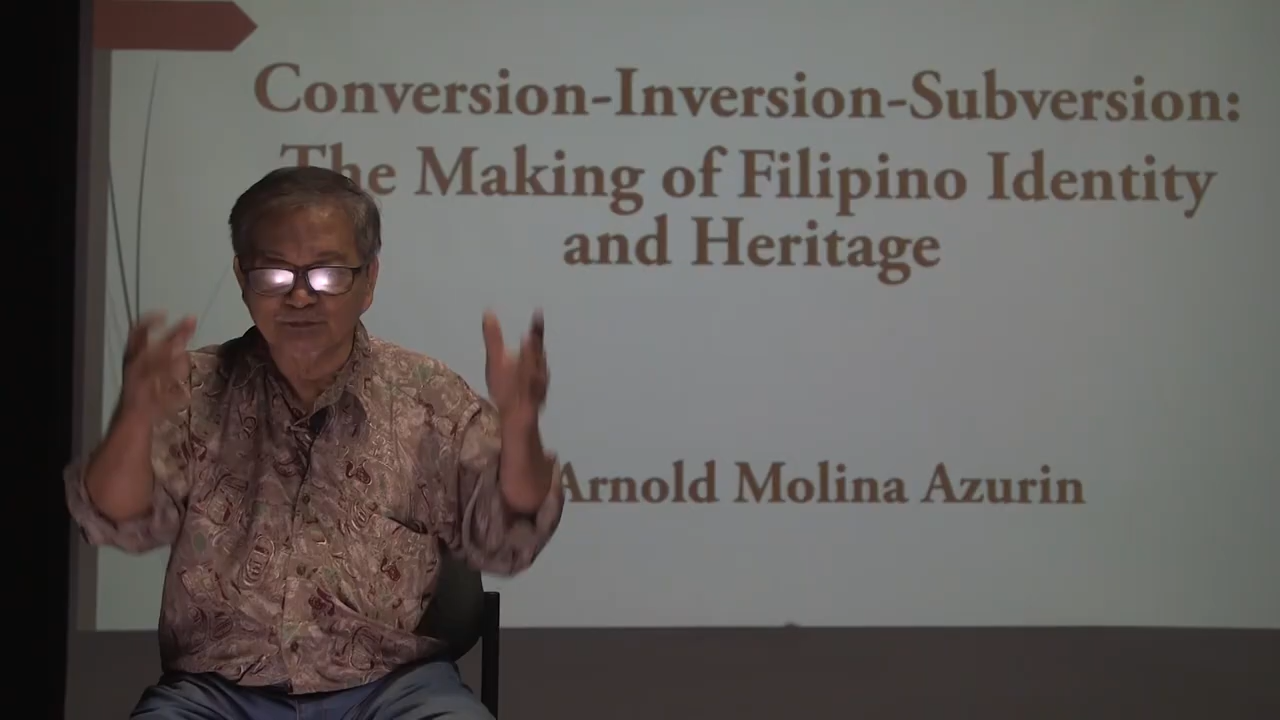 Conversion-Inversion-Subversion:
The Making of Filipino Identity
and Heritage
Arnold Molina Azurin